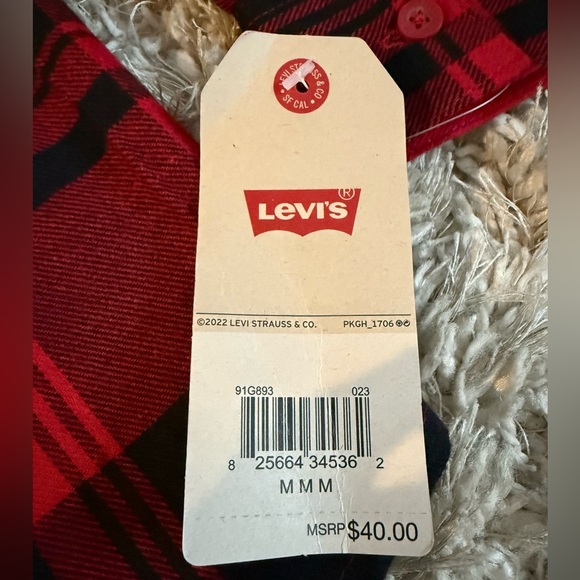 LEVI STRAUSS & CO
SF CAL
LEVI'S®
©2022 LEVI STRAUSS & CO. PKGH_1706
91G893 023
8 25664 34536 2
M M M
MSRP $40.00